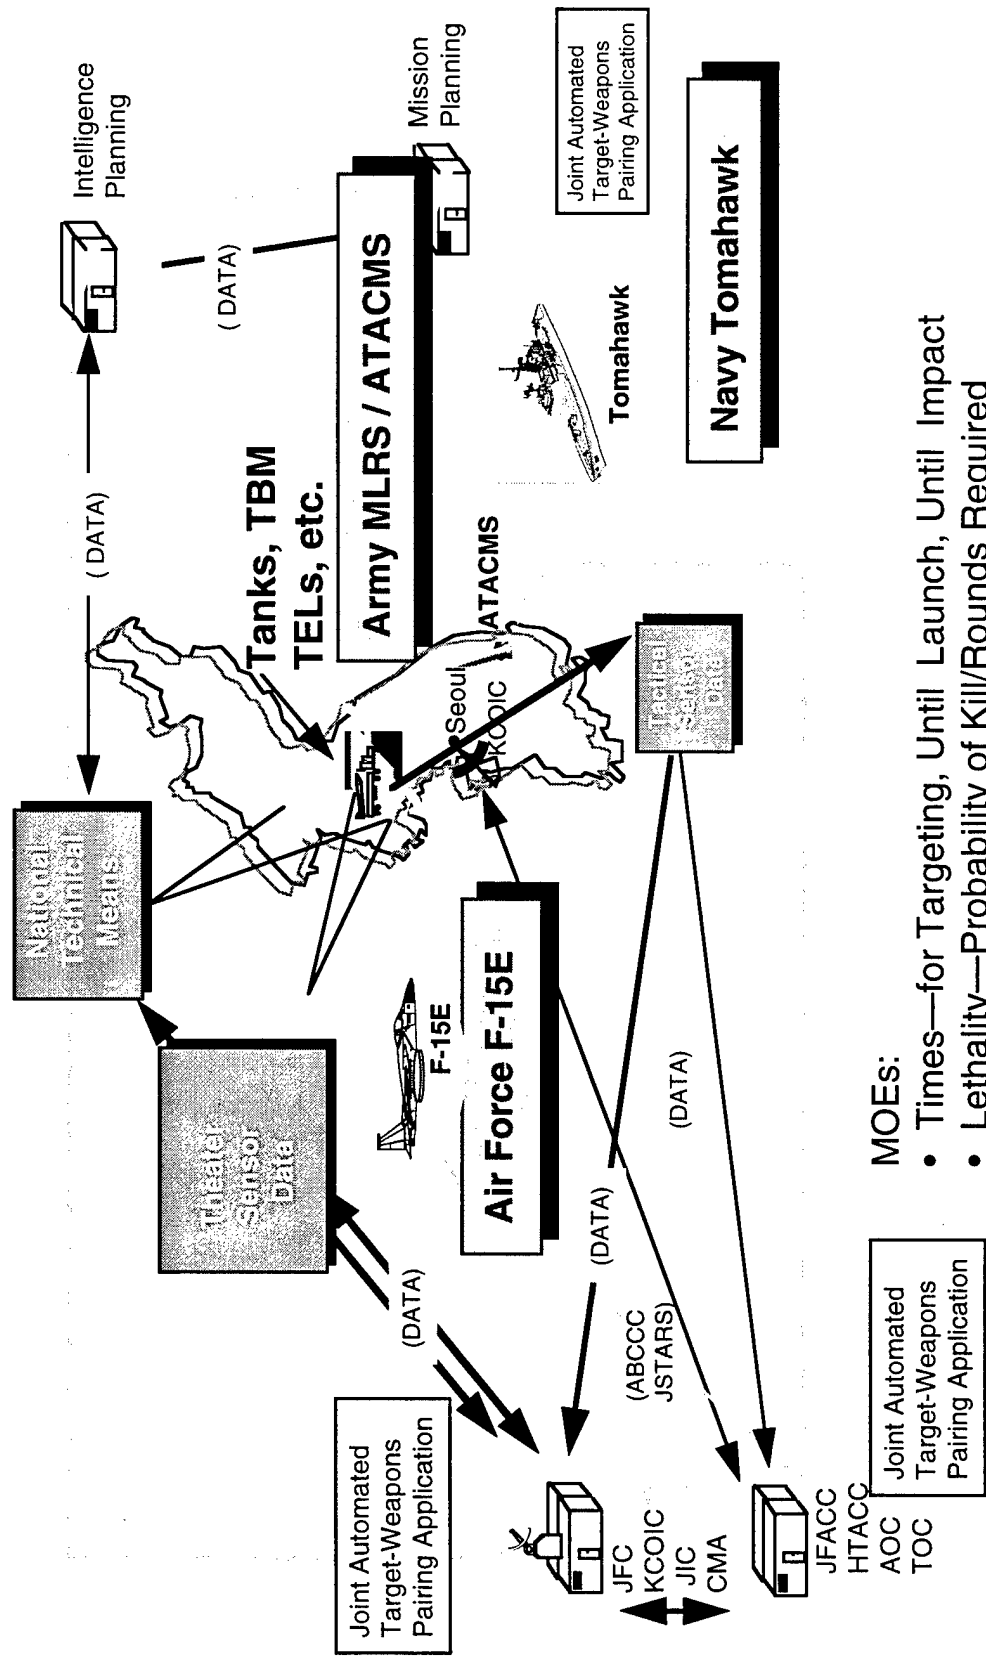 National
Technical
Means
( DATA)
Intelligence
Planning
Theater
Sensor
Data
( DATA)
Tanks, TBM
TELs, etc.
Army MLRS / ATACMS
Mission
Planning
(DATA)
F-15E
Air Force F-15E
Seoul
KCOIC
ATACMS
Tomahawk
Joint Automated
Target-Weapons
Pairing Application
Navy Tomahawk
Joint Automated
Target-Weapons
Pairing Application
Tactical
Sensor
Data
(DATA)
(ABCCC
JSTARS)
(DATA)
JFC
KCOIC
JIC
CMA
JFACC
HTACC
AOC
TOC
Joint Automated
Target-Weapons
Pairing Application
MOEs:
• Times—for Targeting, Until Launch, Until Impact
• Lethality—Probability of Kill/Rounds Required